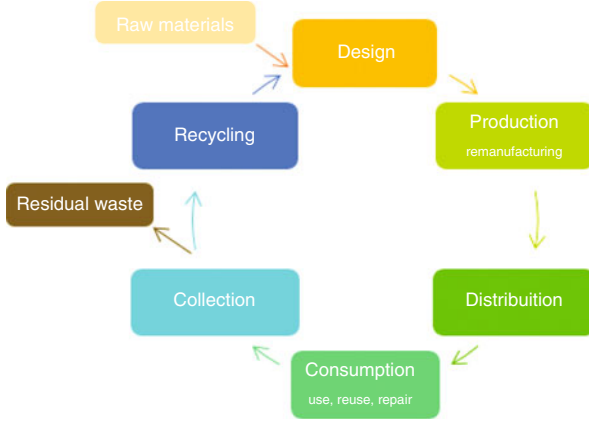 Raw materials
Design
Production
remanufacturing
Recycling
Residual waste
Collection
Distribuition
Consumption
use, reuse, repair